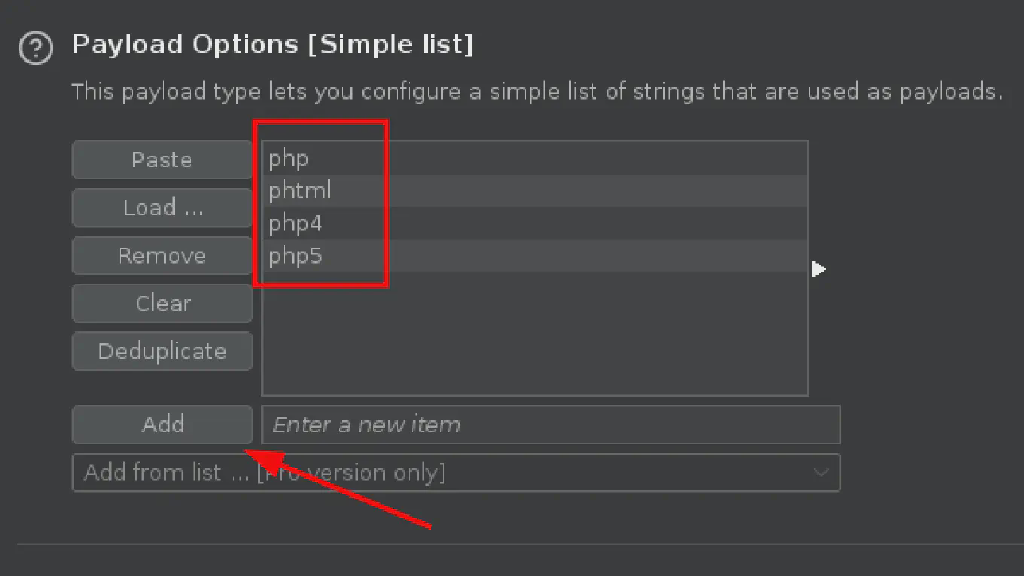 ?
Payload Options [Simple list]
This payload type lets you configure a simple list of strings that are used as payloads.
Paste
Load ...
Remove
Clear
Deduplicate
php
phtml
php4
php5
Add
Enter a new item
Add from list ... [Pro version only]